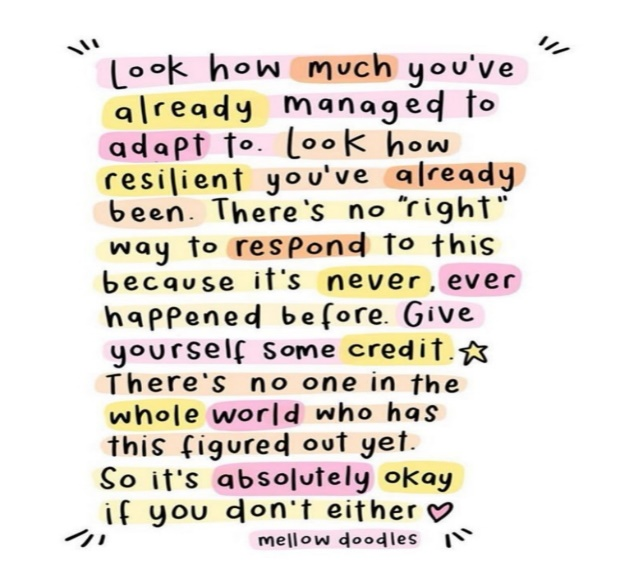 Look how much you've
already managed to
adapt to. Look how
resilient you've already
been. There's no "right"
way to respond to this
because it's never, ever
happened before. Give
yourself some credit.
There's no one in the
whole world who has
this figured out yet.
So it's absolutely okay
if you don't either
mellow doodles